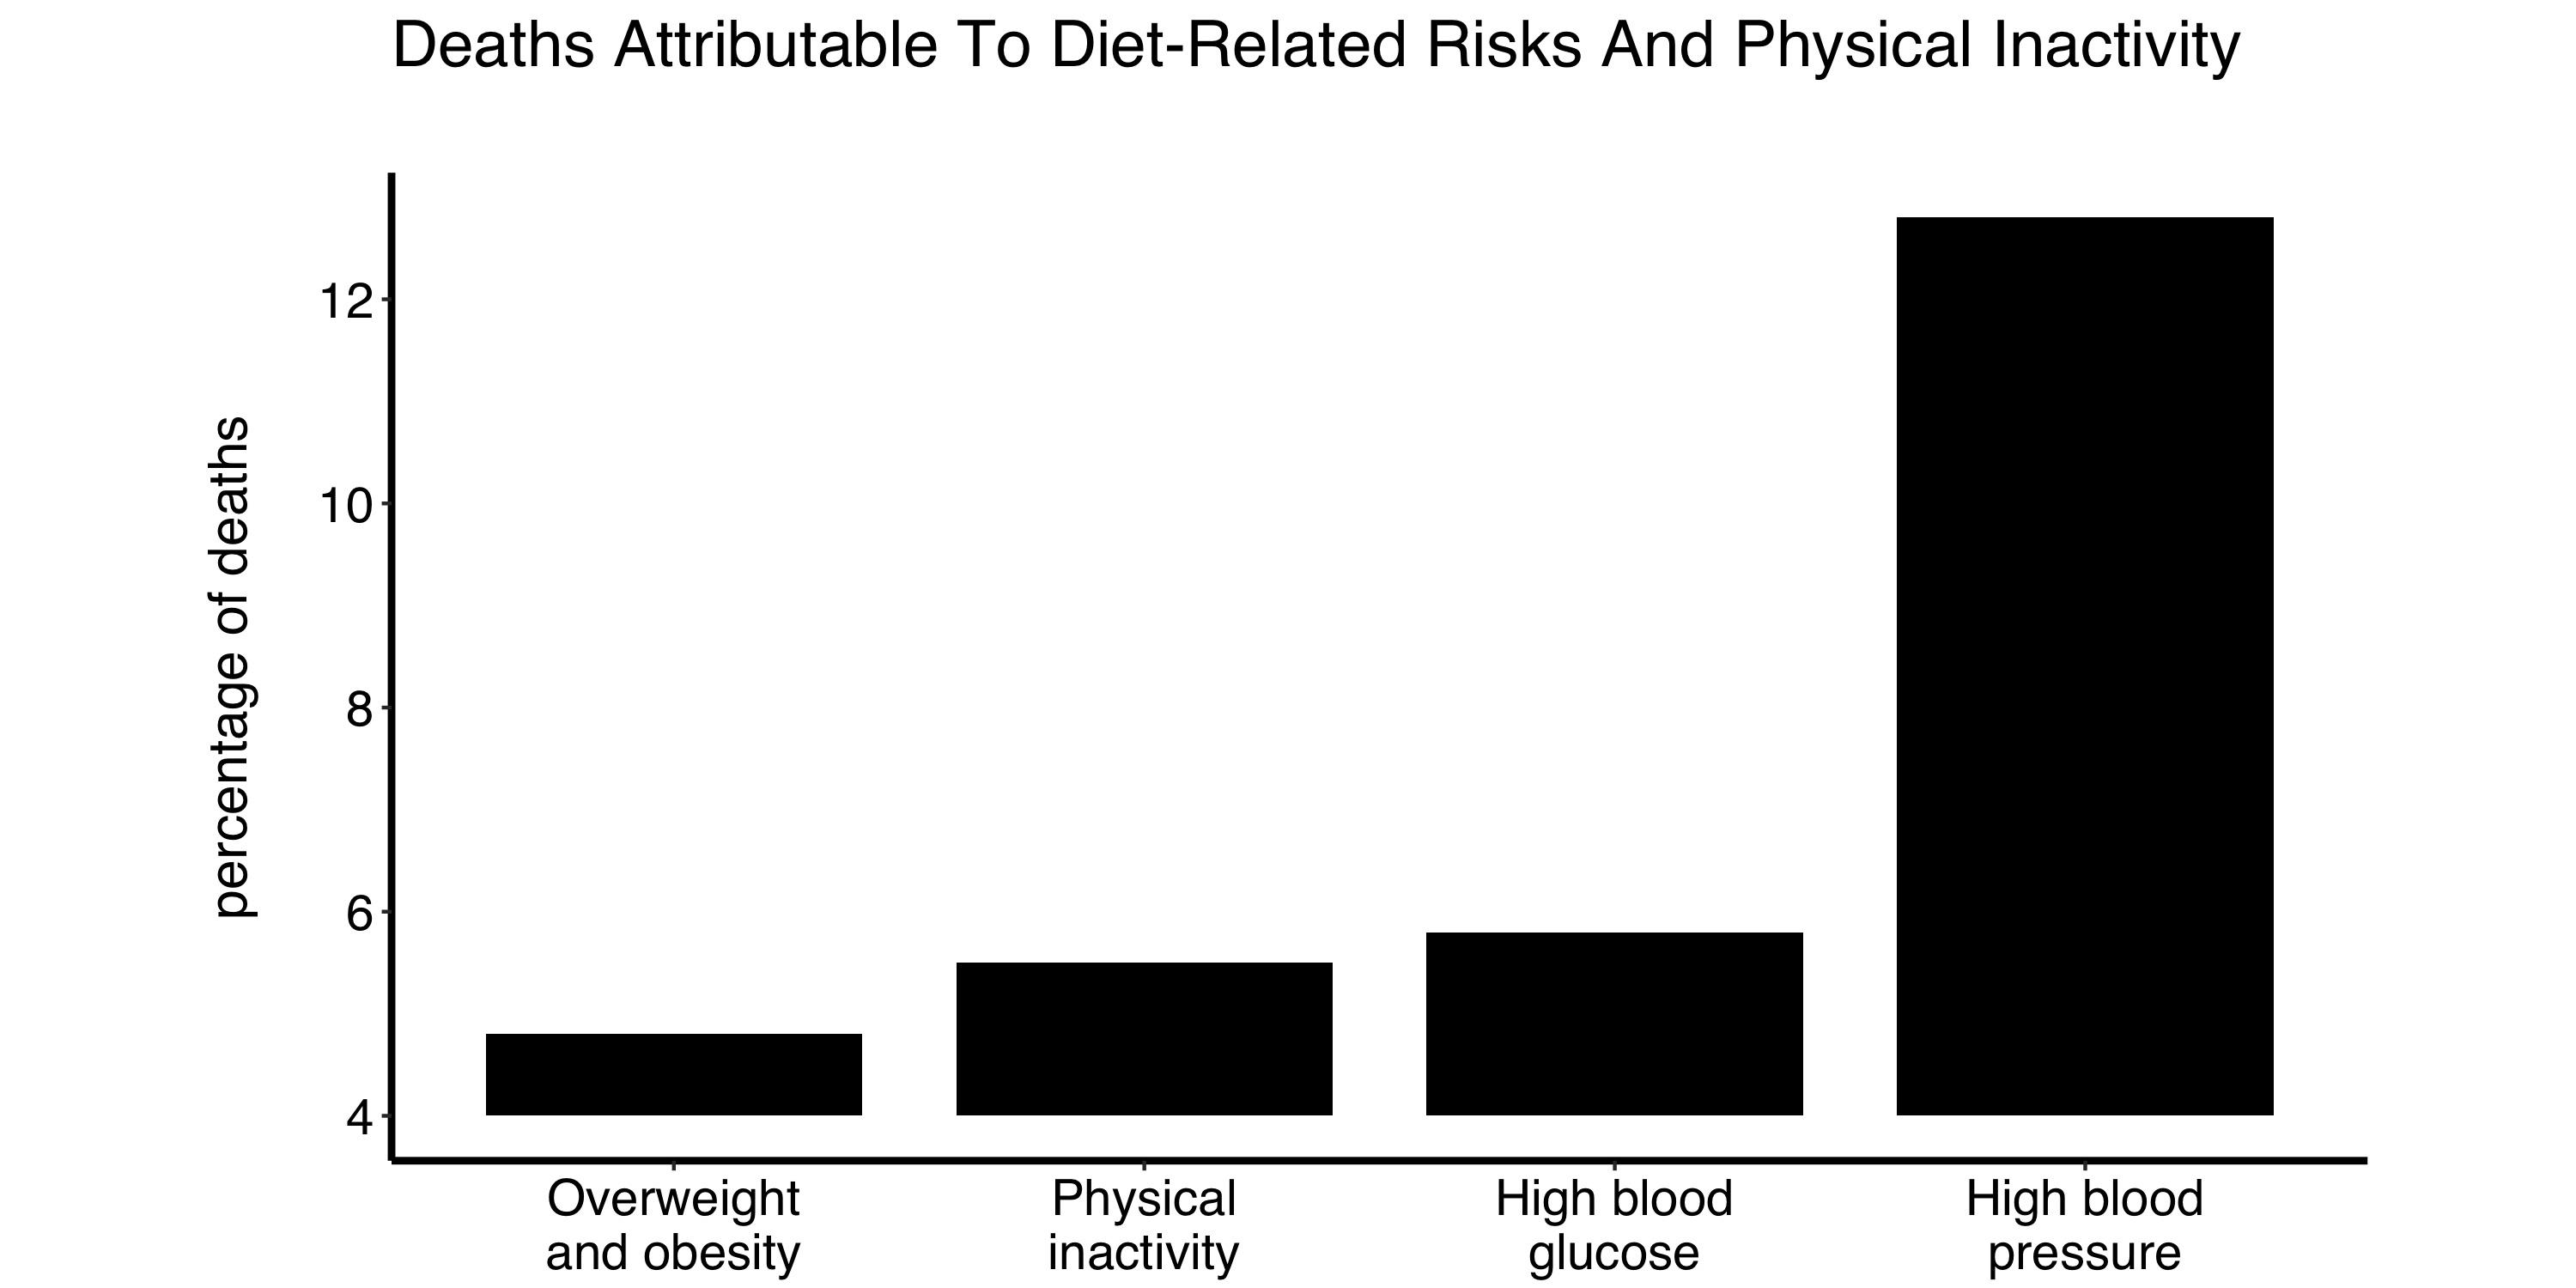 Deaths Attributable To Diet-Related Risks And Physical Inactivity
percentage of deaths
12
10
8
6
4
Overweight
and obesity
Physical
inactivity
High blood
glucose
High blood
pressure